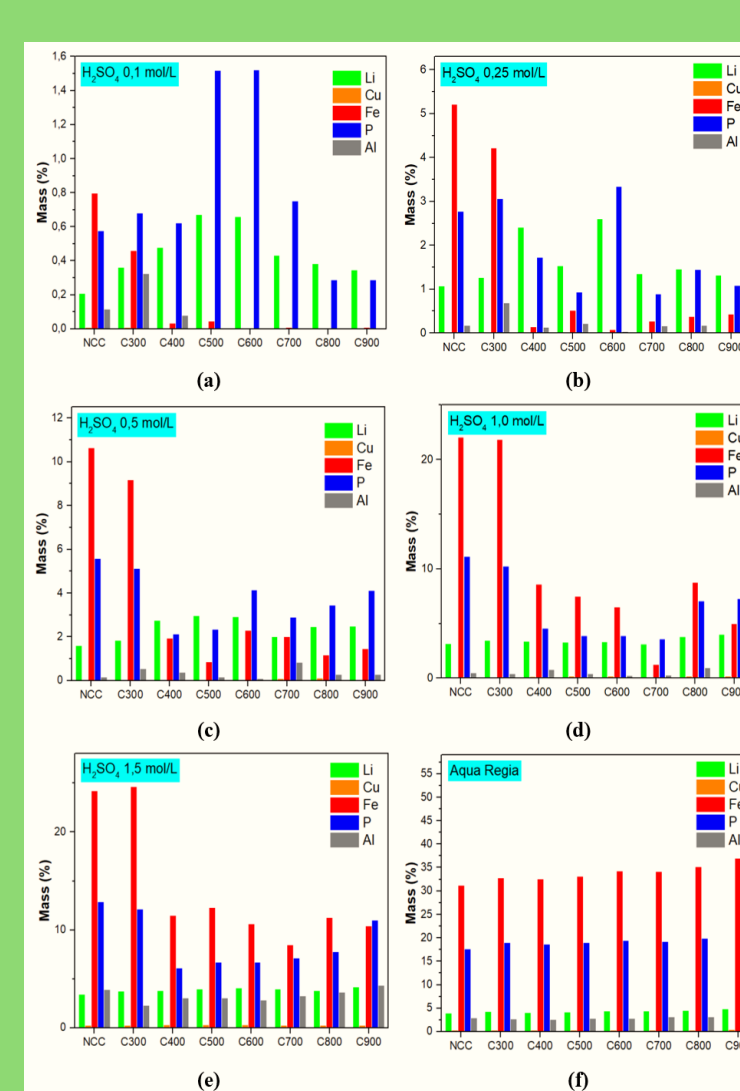 H2SO4 0,1 mol/L
Li
Cu
Fe
P
Al
Mass (%)
1,6
1,4
1,2
1,0
0,8
0,6
0,4
0,2
0,0
NCC C300 C400 C500 C600 C700 C800 C900
(a)
H2SO4 0,25 mol/L
Li
Fe
P
Al
Mass (%)
6
5
4
3
2
1
0
NCC C300 C400 C500 C600 C700 C800 C900
(b)
H2SO4 0,5 mol/L
Li
Cu
Fe
P
Al
Mass (%)
12
10
8
6
4
2
0
NCC C300 C400 C500 C600 C700 C800 C900
(c)
H2SO4 1,0 mol/L
Li
Fe
P
Al
Mass (%)
20
10
0
NCC C300 C400 C500 C600 C700 C800
(d)
H2SO4 1,5 mol/L
Li
Cu
Fe
P
Al
Mass (%)
20
10
0
NCC C300 C400 C500 C600 C700 C800 C900
(e)
Aqua Regia
Li
Fe
P
Al
Mass (%)
55
50
45
40
35
30
25
20
15
10
5
0
NCC C300 C400 C500 C600 C700 C800
(f)